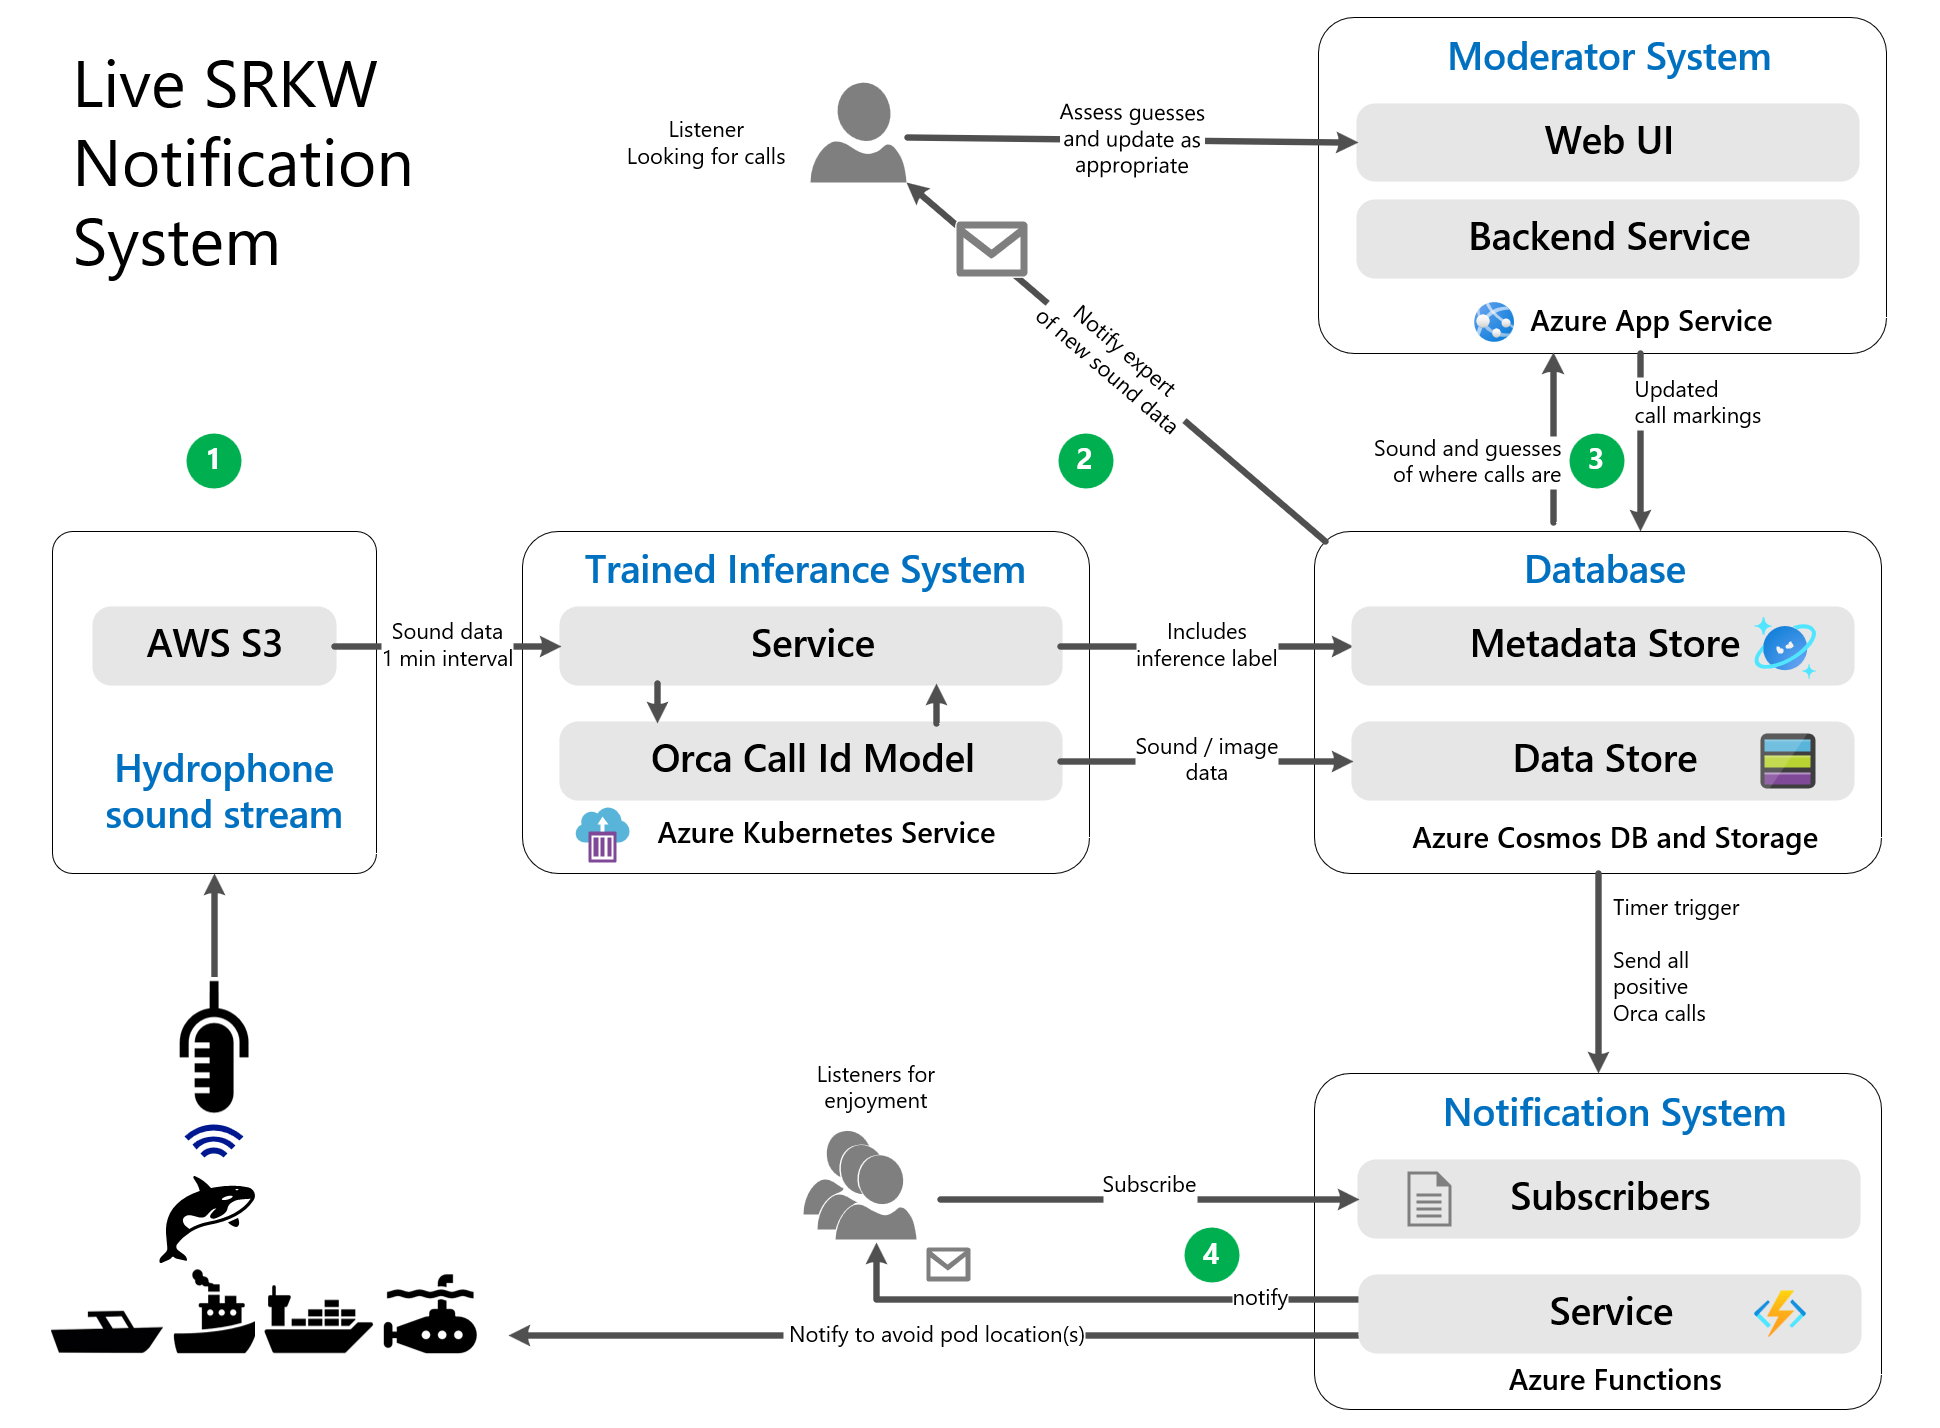 Live SRKW
Notification
System
Listener
Looking for calls
Assess guesses
and update as
appropriate
Moderator System
Web UI
Backend Service
Azure App Service
Notify expert
of new sound data
Updated
call markings
Sound and guesses
of where calls are
1
2
3
AWS S3
Hydrophone
sound stream
Sound data
1 min interval
Trained Inferance System
Service
Orca Call Id Model
Azure Kubernetes Service
Includes
inference label
Sound / image
data
Database
Metadata Store
Data Store
Azure Cosmos DB and Storage
Timer trigger
Send all
positive
Orca calls
Listeners for
enjoyment
Subscribe
4
notify
Notify to avoid pod location(s)
Notification System
Subscribers
Service
Azure Functions